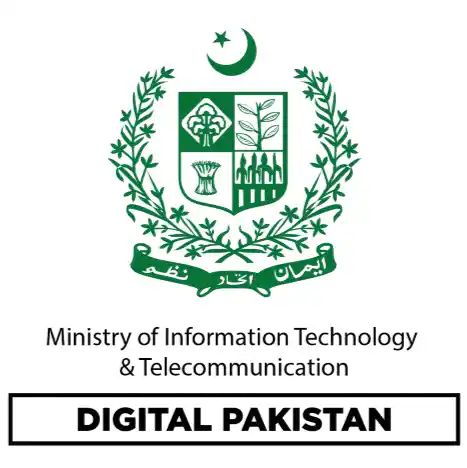 ایمان اتحاد نظم
Ministry of Information Technology
& Telecommunication
DIGITAL PAKISTAN